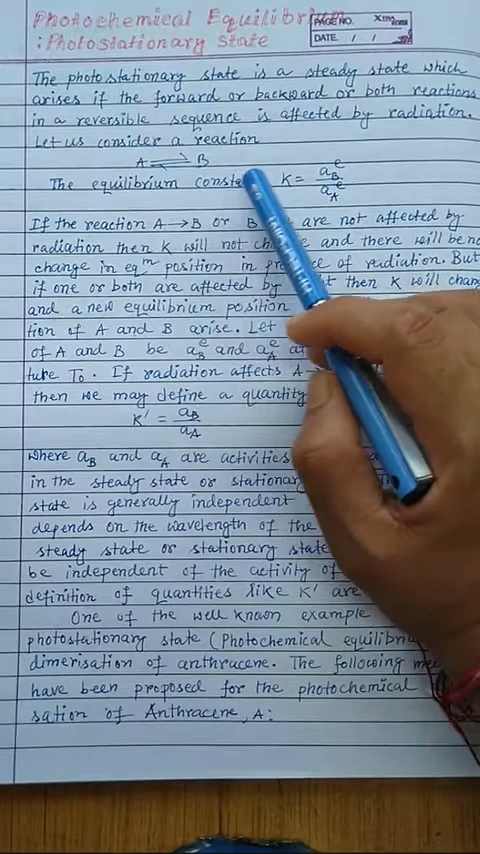 Photochemical Equilibrium
: Photostationary State
PAGE NO.
DATE. / /
The photostationary state is a steady state which
arises if the forward or backward or both reactions
in a reversible sequence is affected by radiation.
Let us consider a reaction
A ⇌ B
The equilibrium consta K = a_B^e / a_A^e
If the reaction A → B or B are not affected by
radiation then K will not ch e and there will be no
change in eq^m position in pre ce of radiation. But
if one or both are affected by t then K will chan
and a new equilibrium position
tion of A and B arise. Let
of A and B be a_B^e and a_A^e at
ture T₀. If radiation affects A →
then we may define a quantity
K' = a_B / a_A
where a_B and a_A are activities
in the steady state or stationar
state is generally independent
depends on the wavelength of the
steady state or stationary state
be independent of the activity of
definition of quantities like K' are
One of the well known example
photostationary state (Photochemical equilibriu
dimerisation of anthracene. The following me
have been proposed for the photochemical
sation of Anthracene, A: